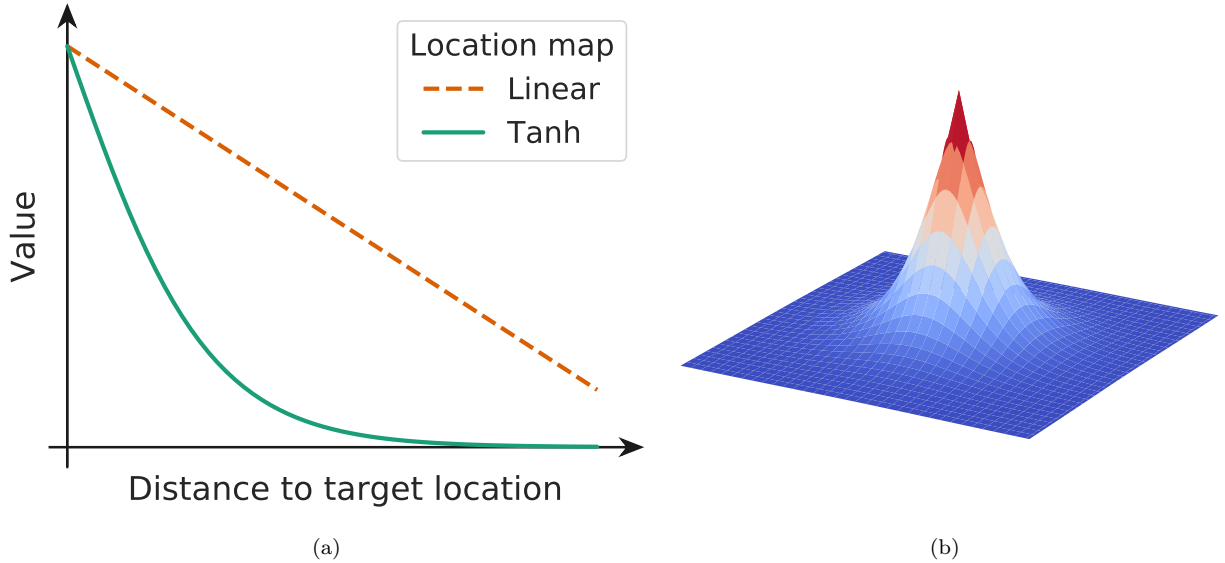 Location map
Linear
Tanh
Value
Distance to target location
(a)
(b)